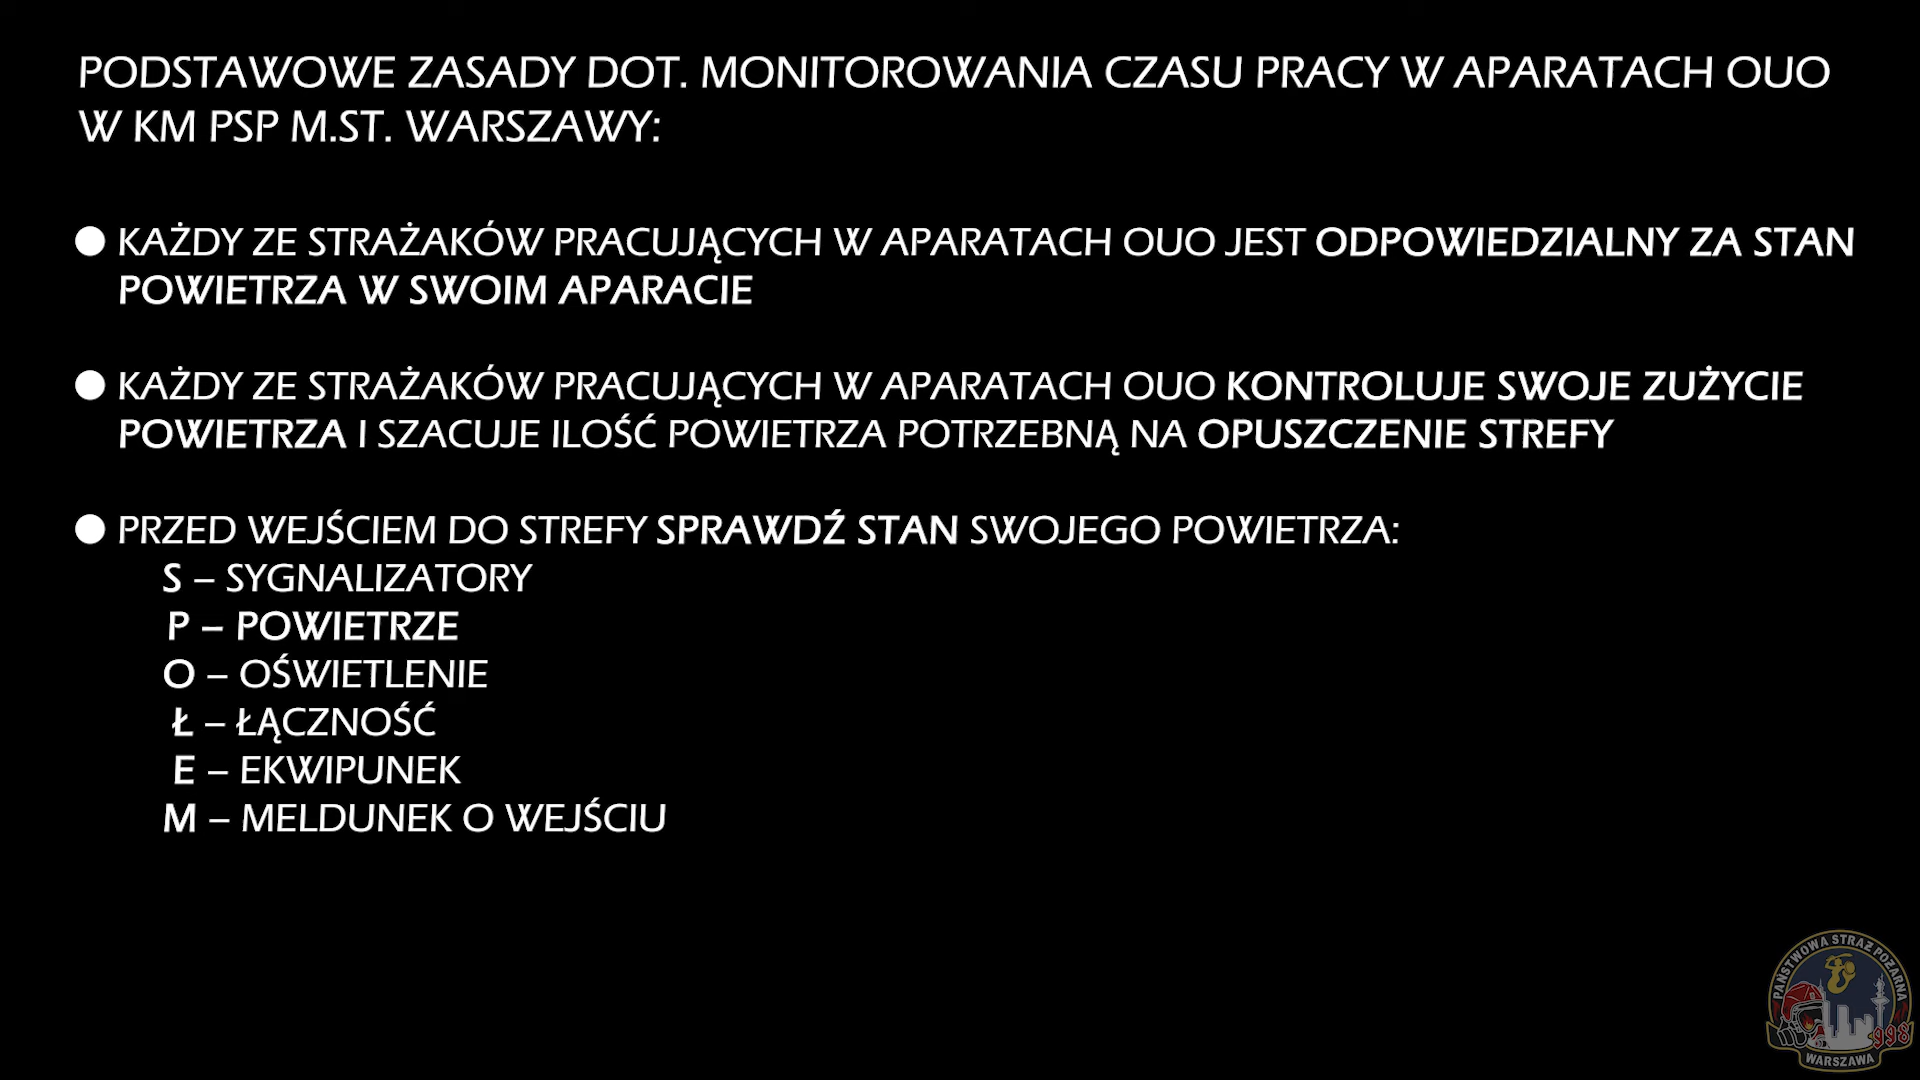 PODSTAWOWE ZASADY DOT. MONITOROWANIA CZASU PRACY W APARATACH OUO
W KM PSP M.ST. WARSZAWY:
● KAŻDY ZE STRAŻAKÓW PRACUJĄCYCH W APARATACH OUO JEST ODPOWIEDZIALNY ZA STAN
POWIETRZA W SWOIM APARACIE
● KAŻDY ZE STRAŻAKÓW PRACUJĄCYCH W APARATACH OUO KONTROLUJE SWOJE ZUŻYCIE
POWIETRZA I SZACUJE ILOŚĆ POWIETRZA POTRZEBNĄ NA OPUSZCZENIE STREFY
● PRZED WEJŚCIEM DO STREFY SPRAWDŹ STAN SWOJEGO POWIETRZA:
S – SYGNALIZATORY
P – POWIETRZE
O – OŚWIETLENIE
Ł – ŁĄCZNOŚĆ
E – EKWIPUNEK
M – MELDUNEK O WEJŚCIU
PAŃSTWOWA STRAŻ POŻARNA
998
WARSZAWA